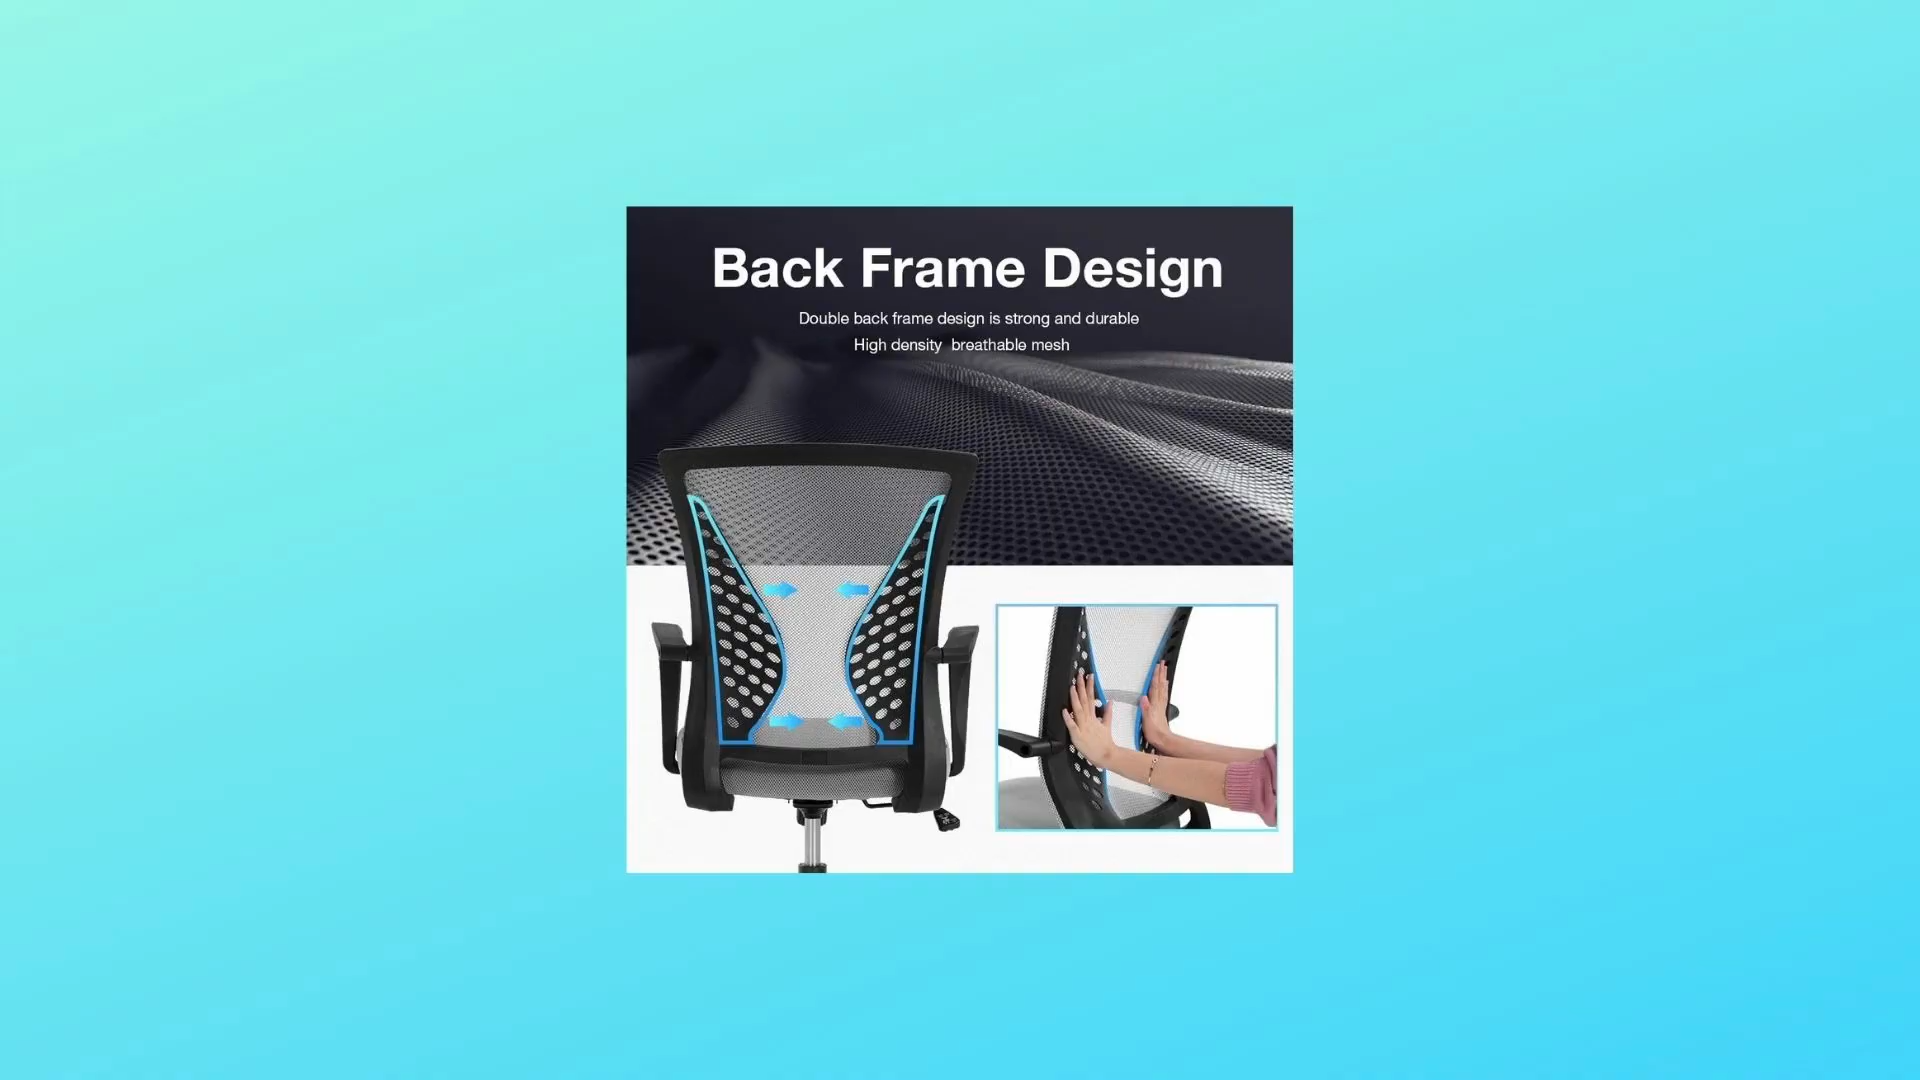 Back Frame Design
Double back frame design is strong and durable
High density breathable mesh